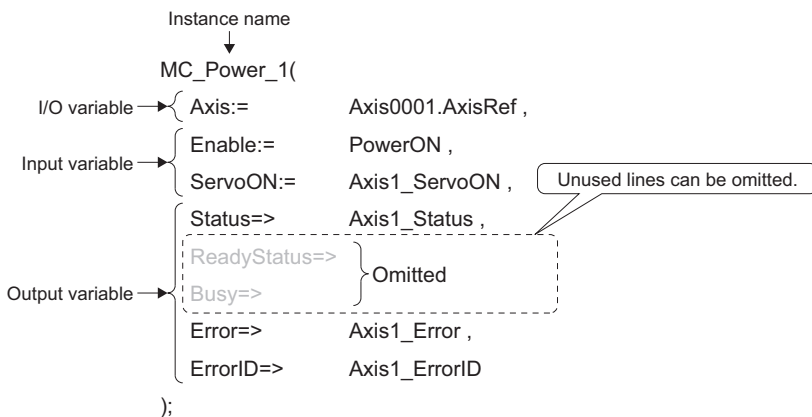 Instance name
MC_Power_1(
I/O variable
Axis:= Axis0001.AxisRef ,
Input variable
Enable:= PowerON ,
ServoON:= Axis1_ServoON ,
Unused lines can be omitted.
Output variable
Status=> Axis1_Status ,
ReadyStatus=>
Busy=>
Omitted
Error=> Axis1_Error ,
ErrorID=> Axis1_ErrorID
);